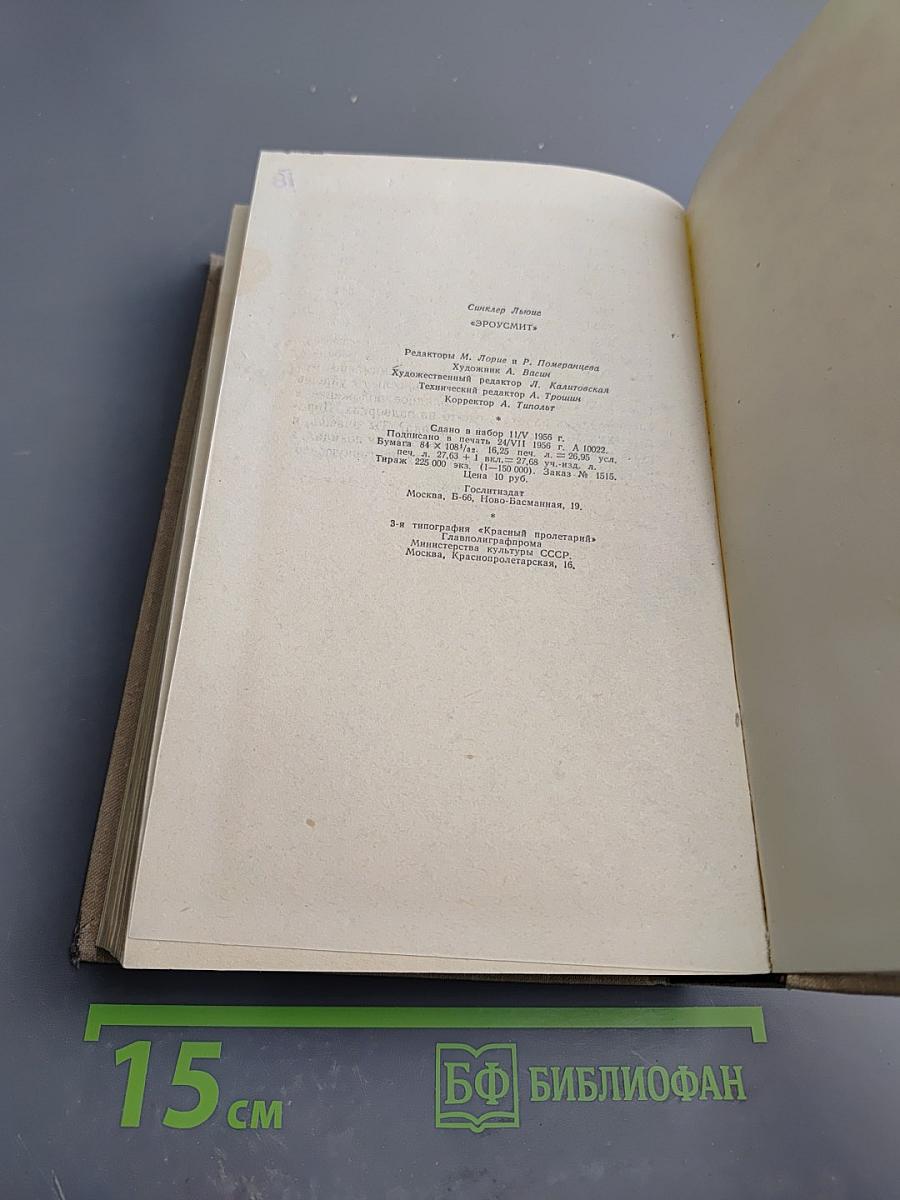 Синклер Льюис
«ЭРОУСМИТ»
Редакторы М. Лорие и Р. Померанцева
Художник А. Васин
Художественный редактор Л. Калитовская
Технический редактор А. Трошин
Корректор А. Типольт
*
Сдано в набор 11/V 1956 г.
Подписано в печать 24/VII 1956 г. А 10022.
Бумага 84 × 108¹/₃₂. 16,25 печ. л. = 26,95 усл.
печ. л. 27,63 + 1 вкл. = 27,68 уч.-изд. л.
Тираж 225 000 экз. (1—150 000). Заказ № 1515.
Цена 10 руб.
Гослитиздат
Москва, Б-66, Ново-Басманная, 19.
*
3-я типография «Красный пролетарий»
Главполиграфпрома
Министерства культуры СССР.
Москва, Краснопролетарская, 16.
15 см
БФ БИБЛИОФАН